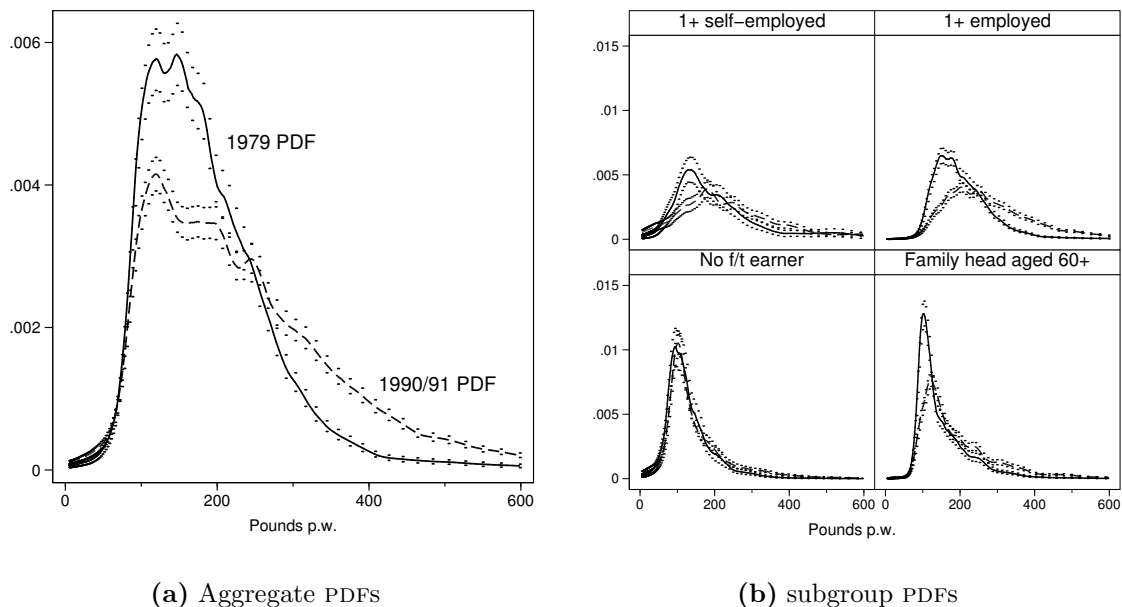 .006
.004
.002
0
1979 PDF
1990/91 PDF
0 200 400 600
Pounds p.w.
(a) Aggregate PDFs
1+ self−employed 1+ employed
.015
.01
.005
0
No f/t earner Family head aged 60+
.015
.01
.005
0
0 200 400 600 0 200 400 600
Pounds p.w.
(b) subgroup PDFs